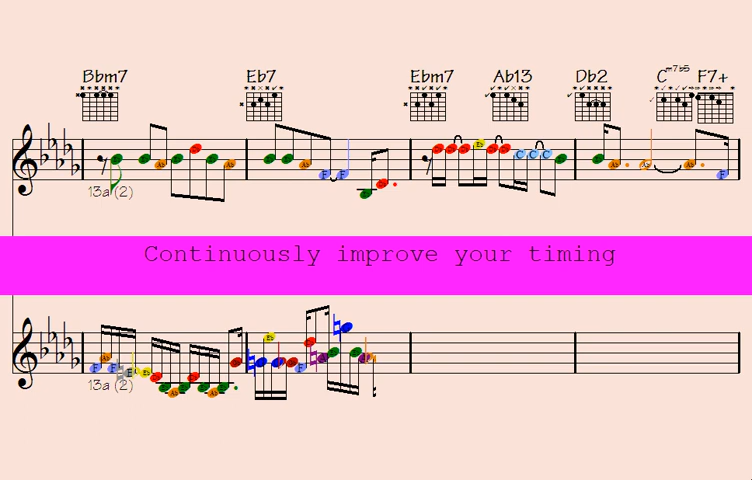 Bbm7 Eb7 Ebm7 Ab13 Db2 Cm7b5 F7+
13a (2)
Continuously improve your timing
13a (2)